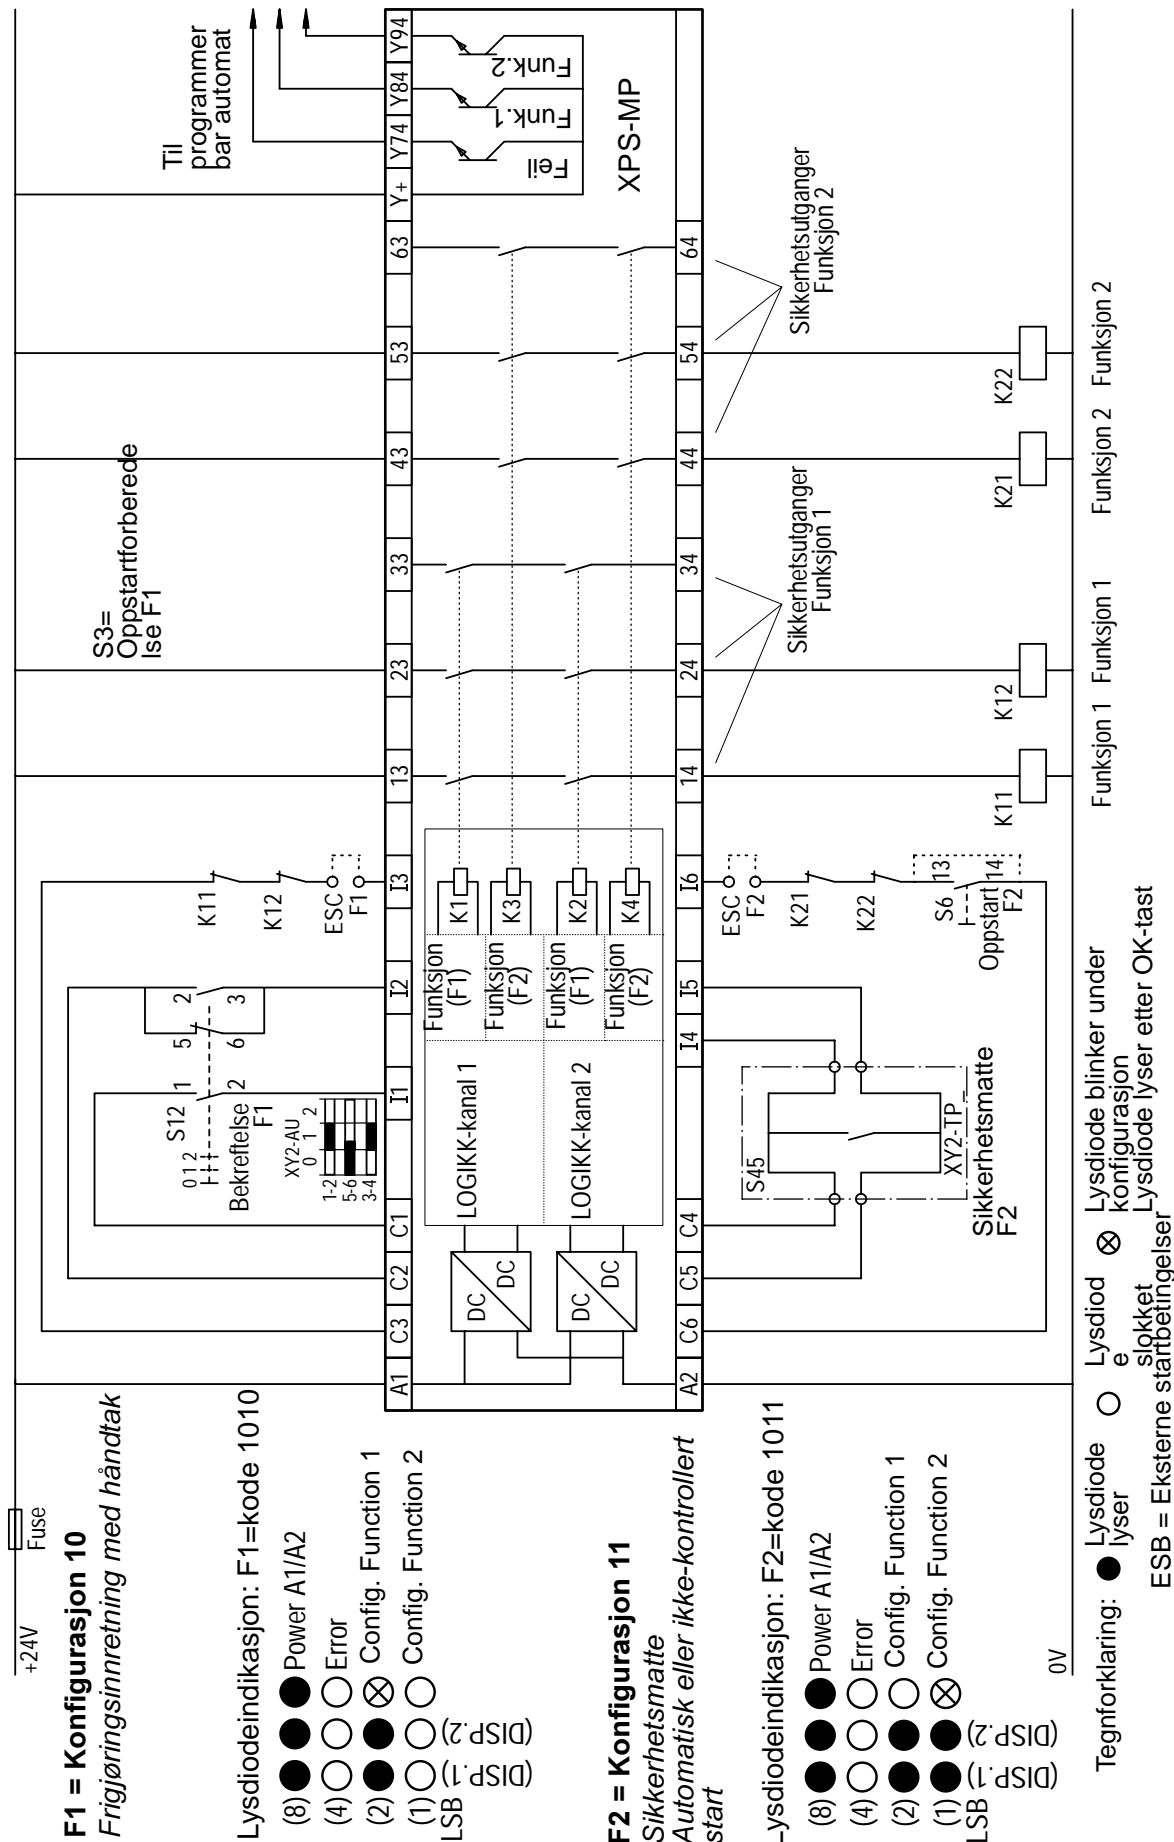 +24V
Fuse
F1 = Konfigurasjon 10
Frigjøringsinnretning med håndtak
Lysdiodeindikasjon: F1=kode 1010
(8) Power A1/A2
(4) Error
(2) Config. Function 1
(1) Config. Function 2
LSB
(DISP.1)
(DISP.2)
F2 = Konfigurasjon 11
Sikkerhetsmatte
Automatisk eller ikke-kontrollert
start
Lysdiodeindikasjon: F2=kode 1011
(8) Power A1/A2
(4) Error
(2) Config. Function 1
(1) Config. Function 2
LSB
(DISP.1)
(DISP.2)
0V
S12
0 1 2
1
2
5
6
2
3
Bekreftelse
F1
XY2-AU
0 1 2
1-2
5-6
3-4
K11
K12
ESC
F1
S3=
Oppstartforberede
lse F1
Til
programmer
bar automat
A1
C3
C2
C1
I1
I2
I3
13
23
33
43
53
63
Y+
Y74
Y84
Y94
DC
DC
DC
DC
LOGIKK-kanal 1
LOGIKK-kanal 2
Funksjon
(F1)
Funksjon
(F2)
Funksjon
(F1)
Funksjon
(F2)
K1
K3
K2
K4
Feil
Funk.1
Funk.2
XPS-MP
A2
C6
C5
C4
I4
I5
I6
14
24
34
44
54
64
S45
XY2-TP_
Sikkerhetsmatte
F2
ESC
F2
K21
K22
S6
13
14
Oppstart
F2
Sikkerhetsutganger
Funksjon 1
Sikkerhetsutganger
Funksjon 2
K11
K12
K21
K22
Funksjon 1
Funksjon 1
Funksjon 2
Funksjon 2
Tegnforklaring:
Lysdiode
lyser
Lysdiod
e
slokket
Lysdiode blinker under
konfigurasjon
Lysdiode lyser etter OK-tast
ESB = Eksterne startbetingelser